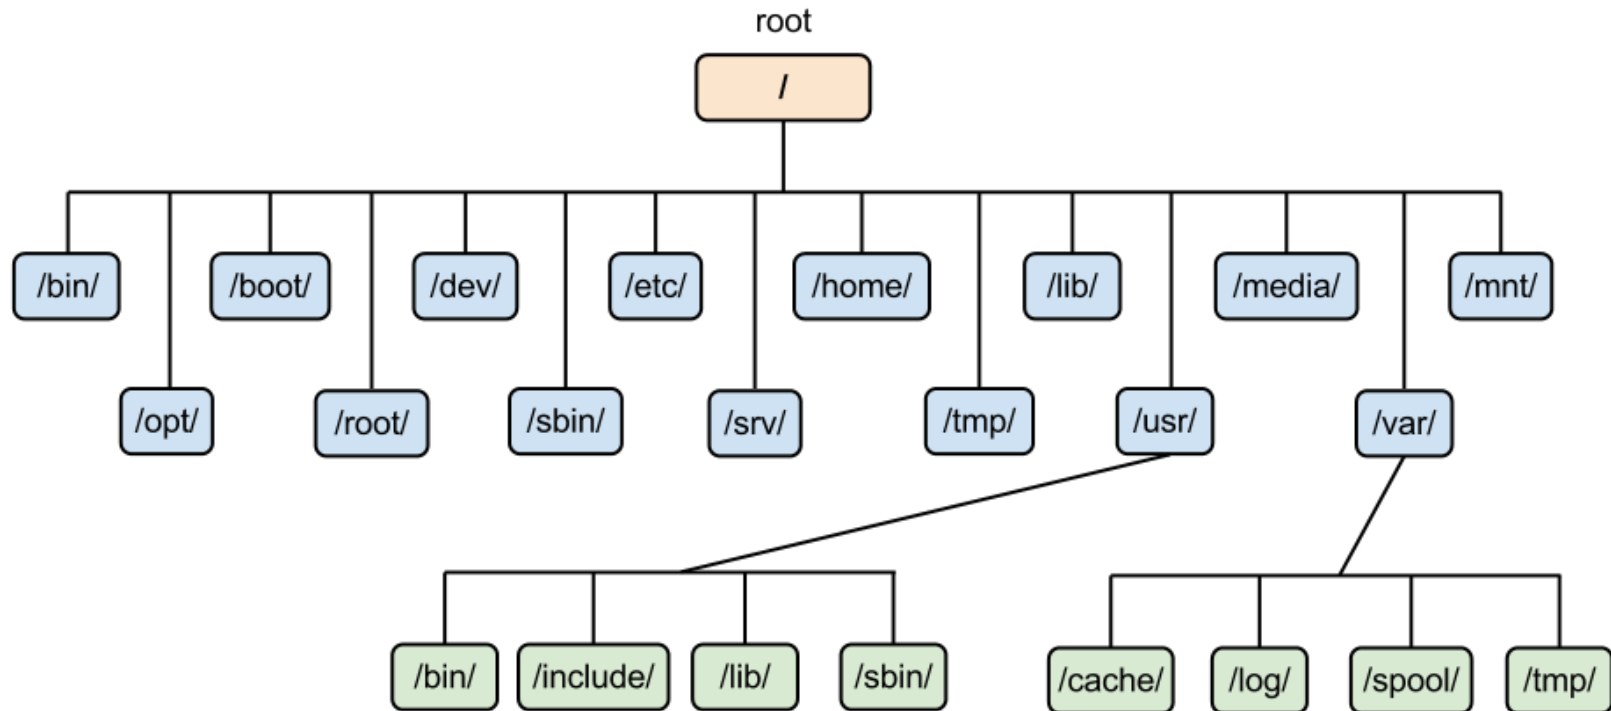 root
/
/bin/
/boot/
/dev/
/etc/
/home/
/lib/
/media/
/mnt/
/opt/
/root/
/sbin/
/srv/
/tmp/
/usr/
/var/
/bin/
/include/
/lib/
/sbin/
/cache/
/log/
/spool/
/tmp/